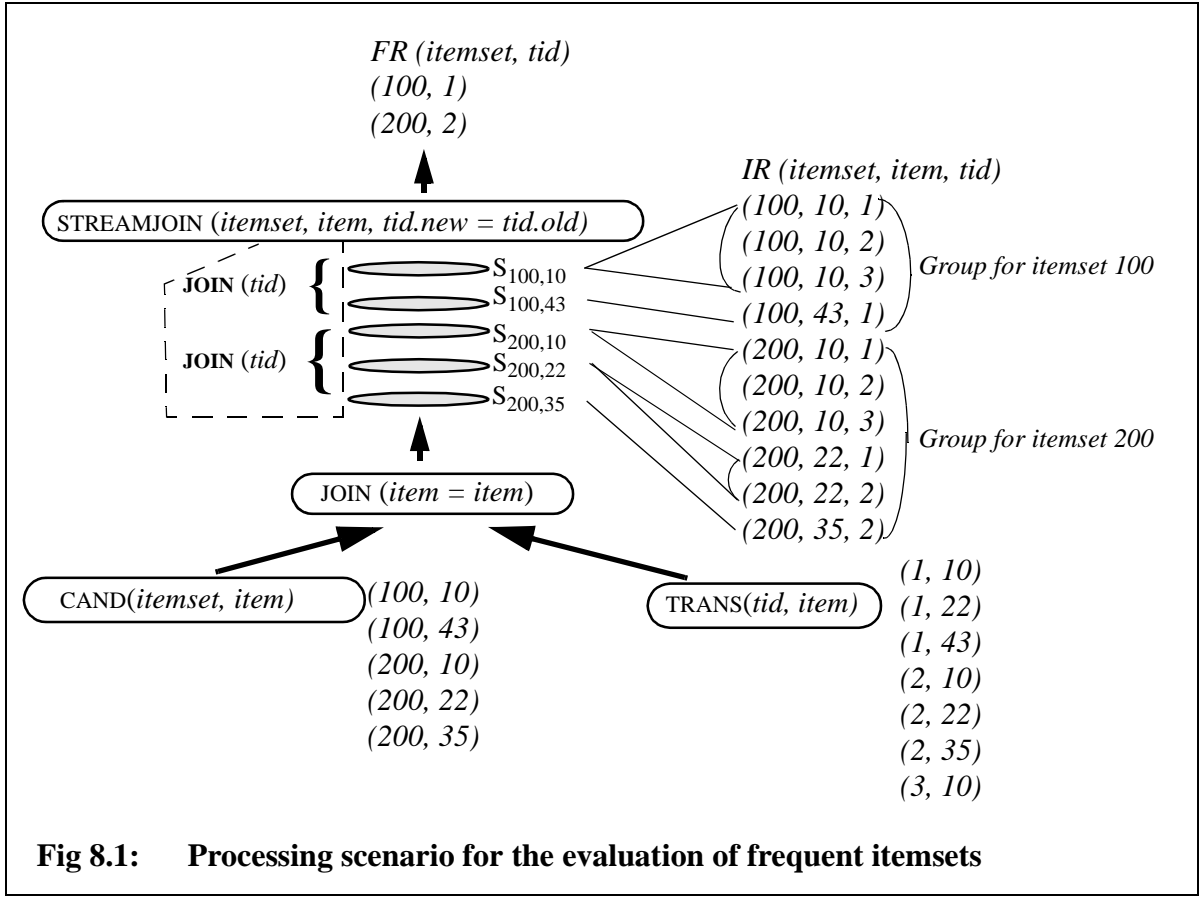 FR (itemset, tid)
(100, 1)
(200, 2)
STREAMJOIN (itemset, item, tid.new = tid.old)
JOIN (tid)
JOIN (tid)
{
{
S100,10
S100,43
S200,10
S200,22
S200,35
IR (itemset, item, tid)
(100, 10, 1)
(100, 10, 2)
(100, 10, 3)
(100, 43, 1)
(200, 10, 1)
(200, 10, 2)
(200, 10, 3)
(200, 22, 1)
(200, 22, 2)
(200, 35, 2)
Group for itemset 100
Group for itemset 200
JOIN (item = item)
CAND(itemset, item)
(100, 10)
(100, 43)
(200, 10)
(200, 22)
(200, 35)
TRANS(tid, item)
(1, 10)
(1, 22)
(1, 43)
(2, 10)
(2, 22)
(2, 35)
(3, 10)
Fig 8.1: Processing scenario for the evaluation of frequent itemsets